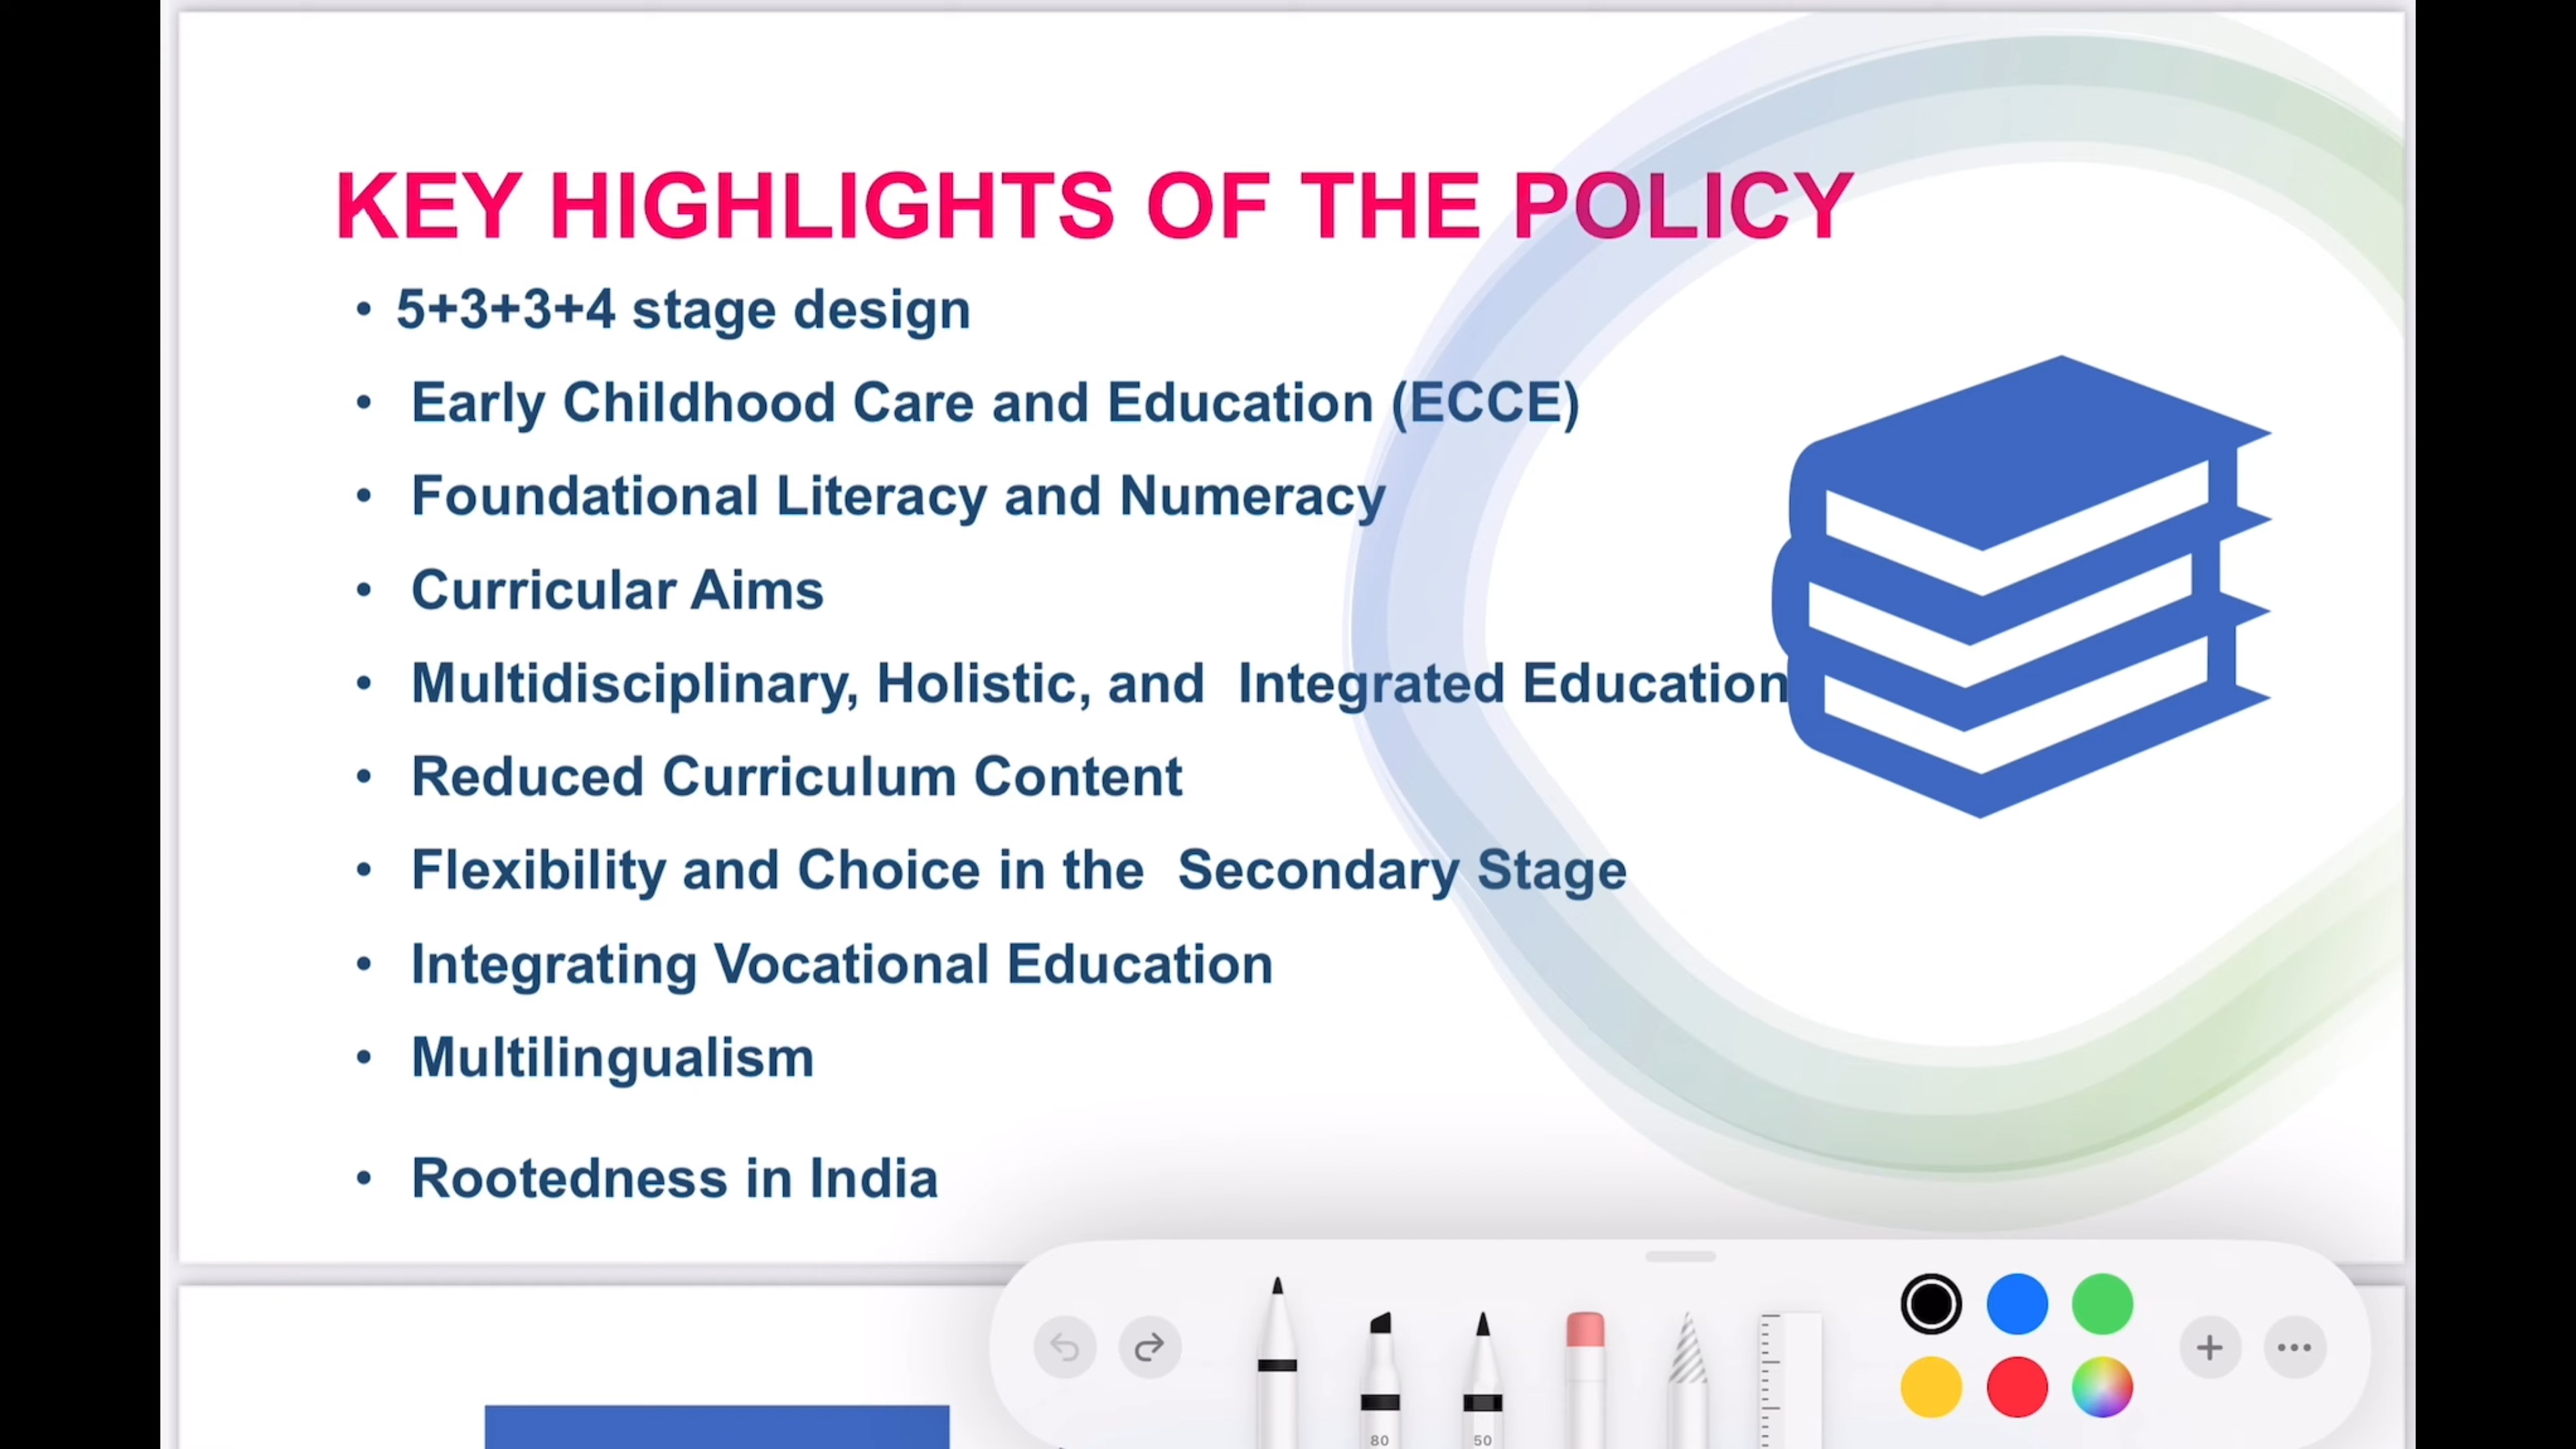 KEY HIGHLIGHTS OF THE POLICY
• 5+3+3+4 stage design
• Early Childhood Care and Education (ECCE)
• Foundational Literacy and Numeracy
• Curricular Aims
• Multidisciplinary, Holistic, and Integrated Education
• Reduced Curriculum Content
• Flexibility and Choice in the Secondary Stage
• Integrating Vocational Education
• Multilingualism
• Rootedness in India
80 50